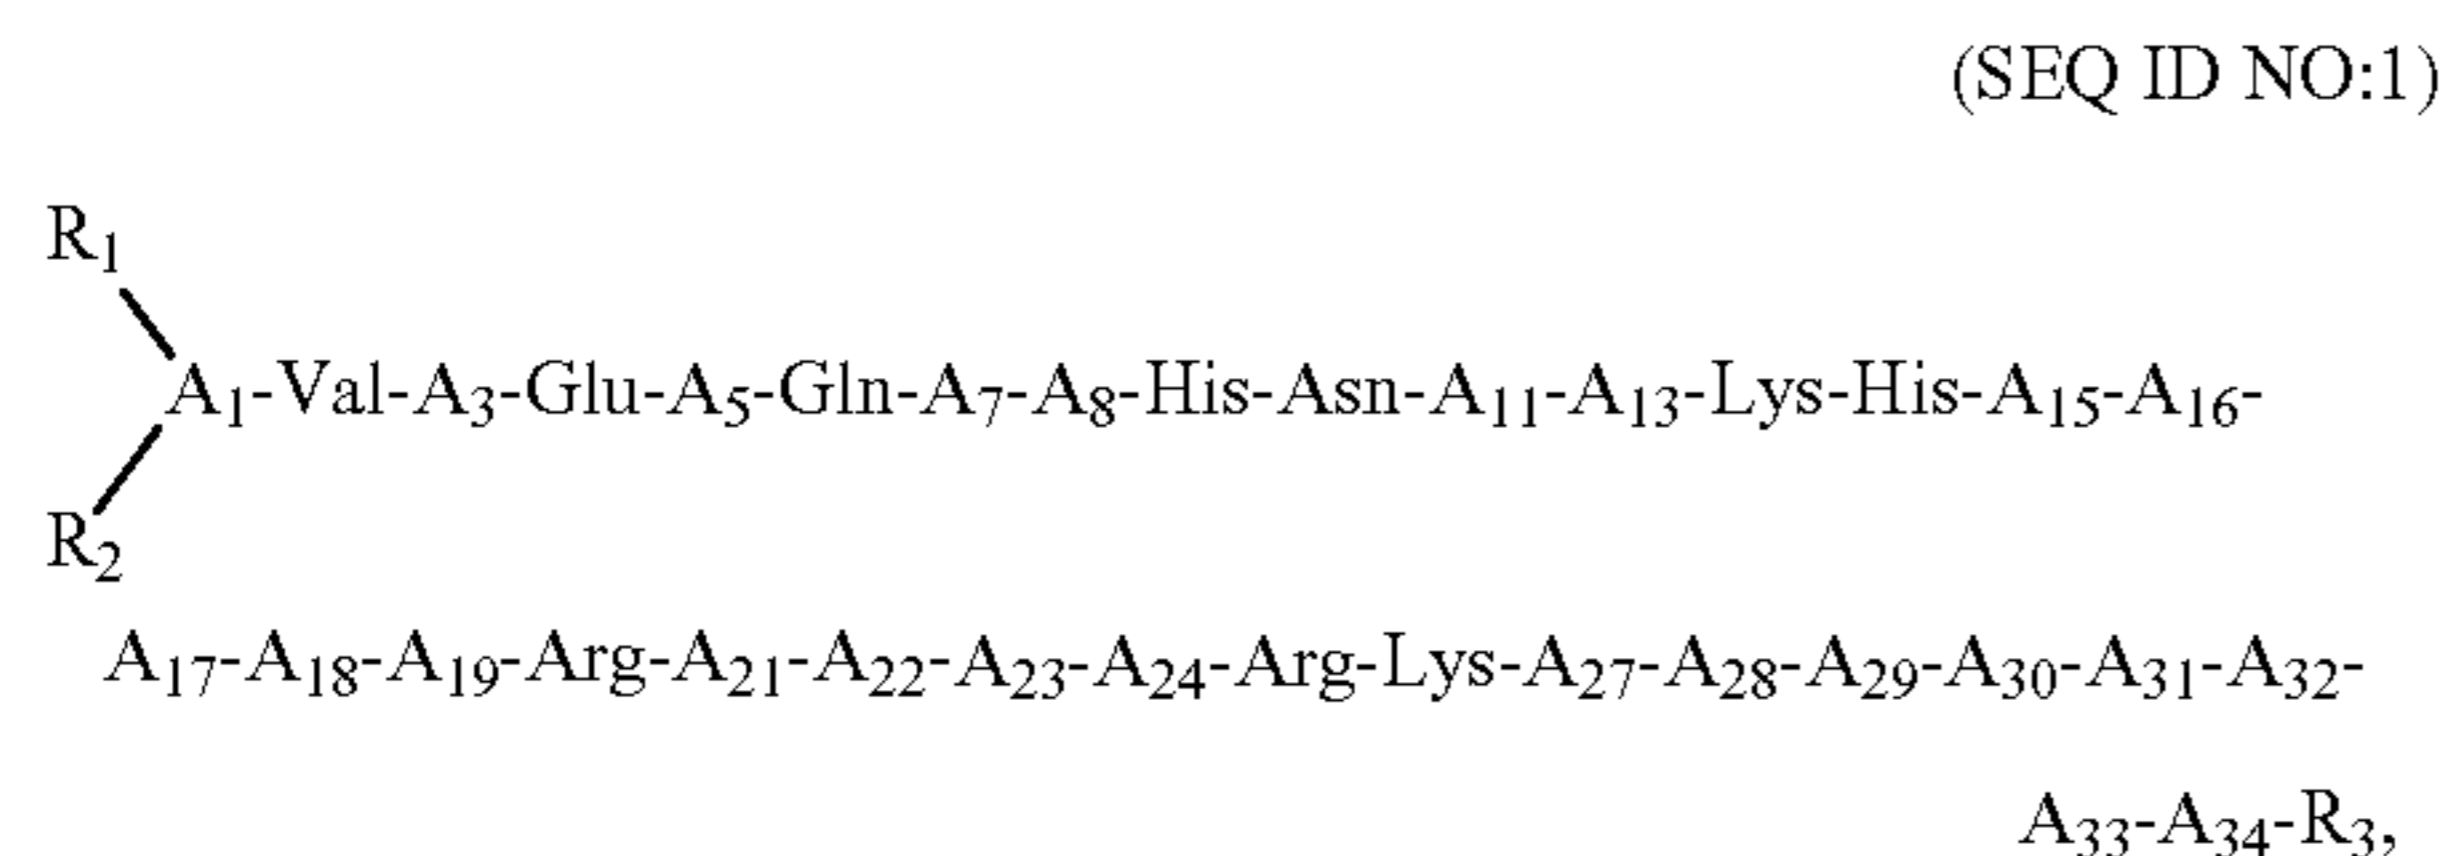 (SEQ ID NO:1)
R₁
A₁-Val-A₃-Glu-A₅-Gln-A₇-A₈-His-Asn-A₁₁-A₁₃-Lys-His-A₁₅-A₁₆-
R₂
A₁₇-A₁₈-A₁₉-Arg-A₂₁-A₂₂-A₂₃-A₂₄-Arg-Lys-A₂₇-A₂₈-A₂₉-A₃₀-A₃₁-A₃₂-
A₃₃-A₃₄-R₃,